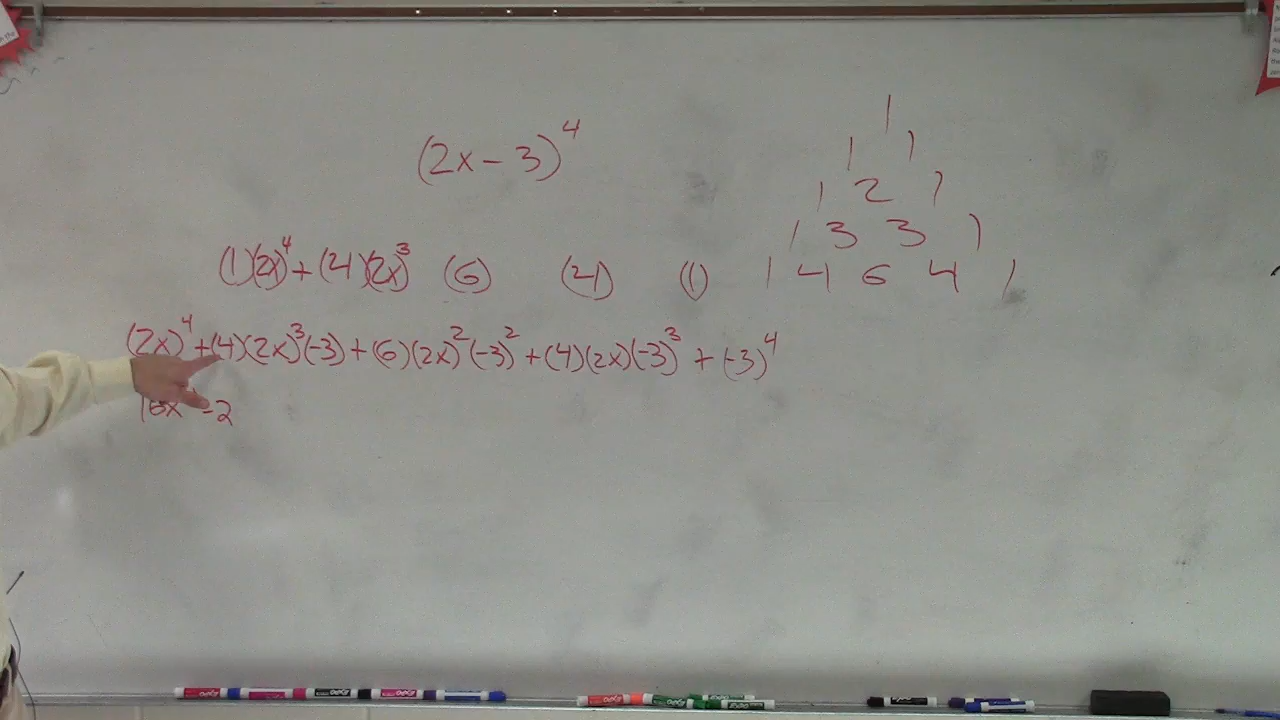 (2x - 3)^4
1
1 1
1 2 1
1 3 3 1
(1)(2x)^4 + (4)(2x)^3 (6) (4) (1)
1 4 6 4 1
(2x)^4 + (4)(2x)^3(-3) + (6)(2x)^2(-3)^2 + (4)(2x)(-3)^3 + (-3)^4
16x - 2